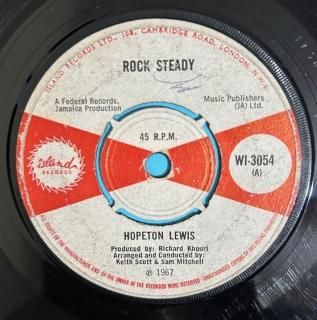 ISLAND RECORDS LTD., 108, CAMBRIDGE ROAD, LONDON, N.W.6.
ROCK STEADY
A Federal Records,
Jamaica Production
Music Publishers
(JA) Ltd.
45 R.P.M.
island
RECORDS
WI-3054
(A)
HOPETON LEWIS
Produced by: Richard Khouri
Arranged and Conducted by:
Keith Scott & Sam Mitchell
℗ 1967
ALL RIGHTS OF THE MANUFACTURER AND OF THE OWNER OF THE RECORDED WORK RESERVED